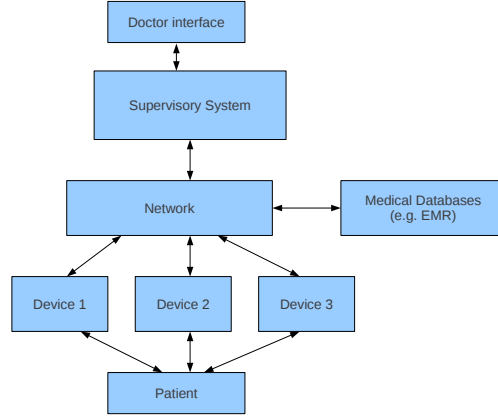 Doctor interface
Supervisory System
Network
Medical Databases
(e.g. EMR)
Device 1
Device 2
Device 3
Patient